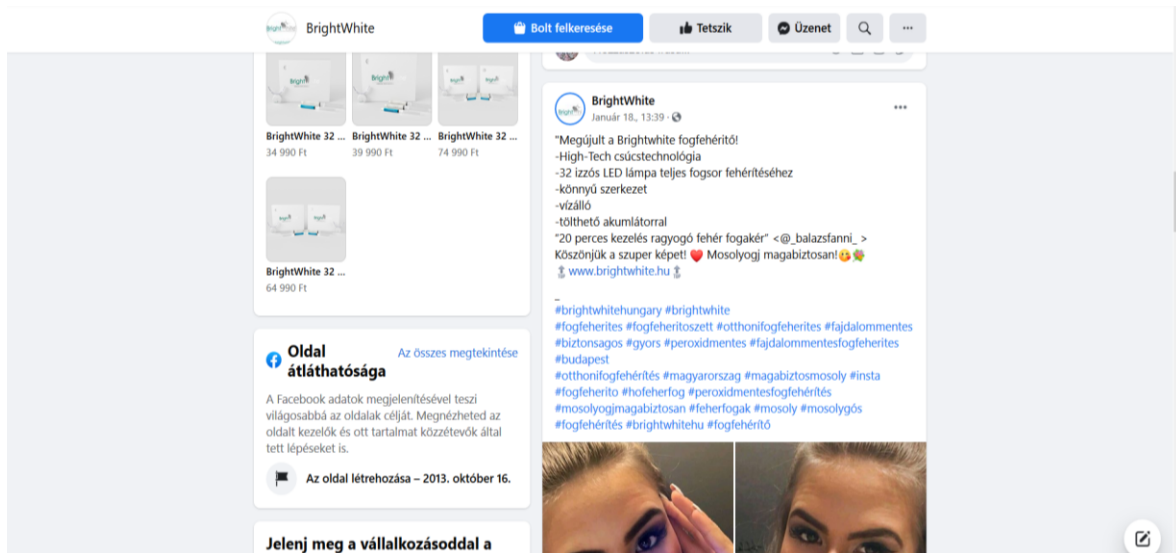 BrightWhite
Bolt felkeresése
Tetszik
Üzenet
BrightWhite 32 ...
34 990 Ft
BrightWhite 32 ...
39 990 Ft
BrightWhite 32 ...
74 990 Ft
BrightWhite 32 ...
64 990 Ft
Oldal
átláthatósága
Az összes megtekintése
A Facebook adatok megjelenítésével teszi
világosabbá az oldalak célját. Megnézheted az
oldalt kezelők és ott tartalmat közzétevők által
tett lépéseket is.
Az oldal létrehozása – 2013. október 16.
Jelenj meg a vállalkozásoddal a
BrightWhite
Január 18., 13:39 ·
"Megújult a Brightwhite fogfehéritő!
-High-Tech csúcstechnológia
-32 izzós LED lámpa teljes fogsor fehérítéséhez
-könnyű szerkezet
-vízálló
-tölthető akumlátorral
"20 perces kezelés ragyogó fehér fogakér" <@_balazsfanni_ >
Köszönjük a szuper képet! ❤️ Mosolyogj magabiztosan!😘💐
www.brightwhite.hu
_
#brightwhitehungary #brightwhite
#fogfeherites #fogfeheritoszett #otthonifogfeherites #fajdalommentes
#biztonsagos #gyors #peroxidmentes #fajdalommentesfogfeherites
#budapest
#otthonifogfehérítés #magyarorszag #magabiztosmosoly #insta
#fogfeherito #hofeherfog #peroxidmentesfogfehérítés
#mosolyogjmagabiztosan #feherfogak #mosoly #mosolygós
#fogfehérítés #brightwhitehu #fogfehérítő